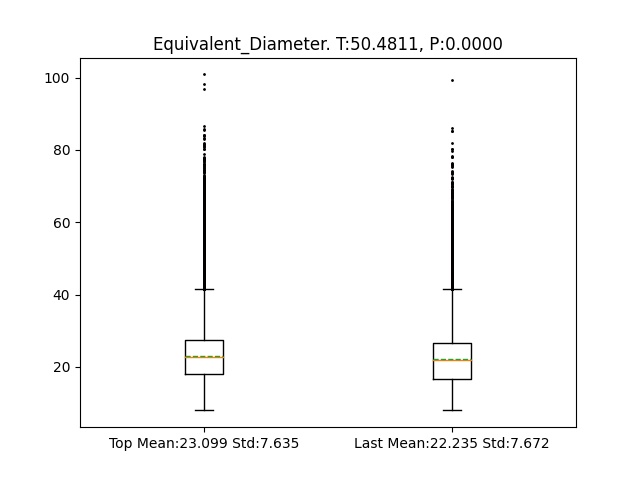 Equivalent_Diameter. T:50.4811, P:0.0000
100
80
60
40
20
Top Mean:23.099 Std:7.635
Last Mean:22.235 Std:7.672